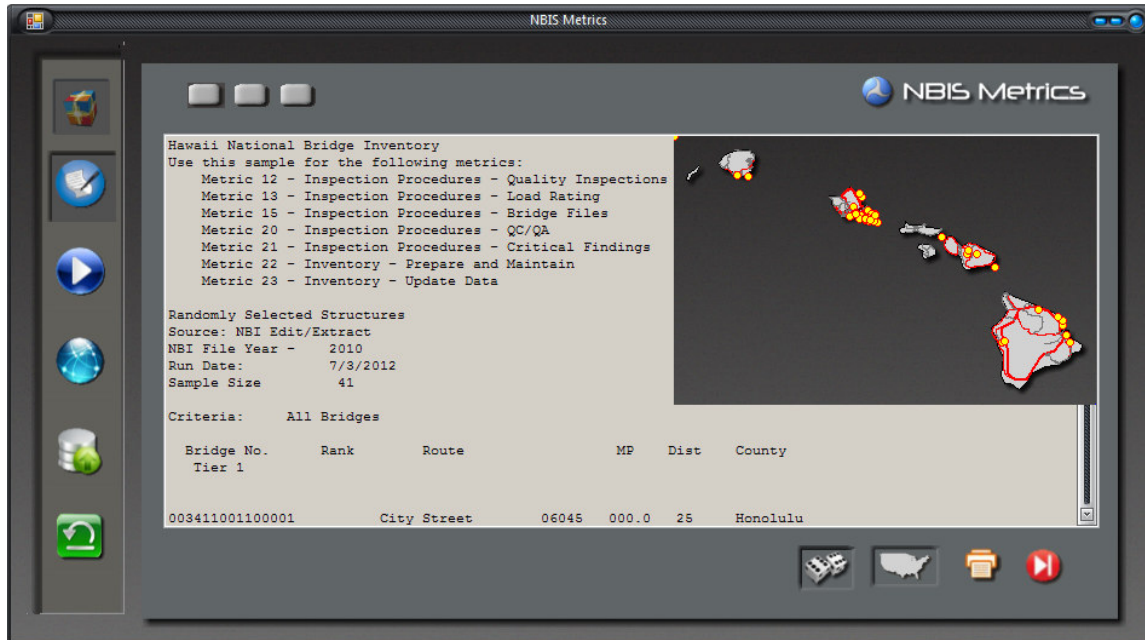 NBIS Metrics
NBIS Metrics
Hawaii National Bridge Inventory
Use this sample for the following metrics:
Metric 12 - Inspection Procedures - Quality Inspections
Metric 13 - Inspection Procedures - Load Rating
Metric 15 - Inspection Procedures - Bridge Files
Metric 20 - Inspection Procedures - QC/QA
Metric 21 - Inspection Procedures - Critical Findings
Metric 22 - Inventory - Prepare and Maintain
Metric 23 - Inventory - Update Data
Randomly Selected Structures
Source: NBI Edit/Extract
NBI File Year - 2010
Run Date: 7/3/2012
Sample Size 41
Criteria: All Bridges
Bridge No. Rank Route MP Dist County
Tier 1
003411001100001 City Street 06045 000.0 25 Honolulu